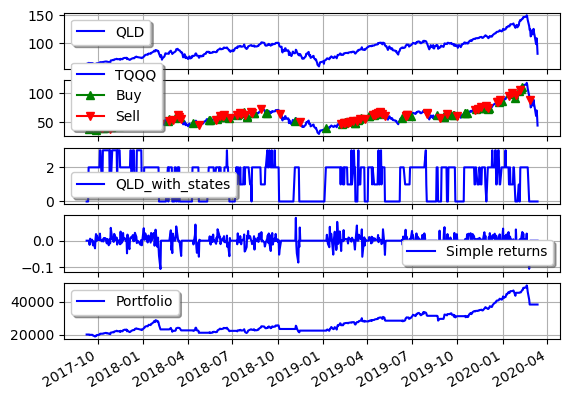 150
QLD
100
TQQQ
100
Buy
50
Sell
2
QLD_with_states
0
0.0
Simple returns
−0.1
40000
Portfolio
20000
2017-10 2018-01 2018-04 2018-07 2018-10 2019-01 2019-04 2019-07 2019-10 2020-01 2020-04